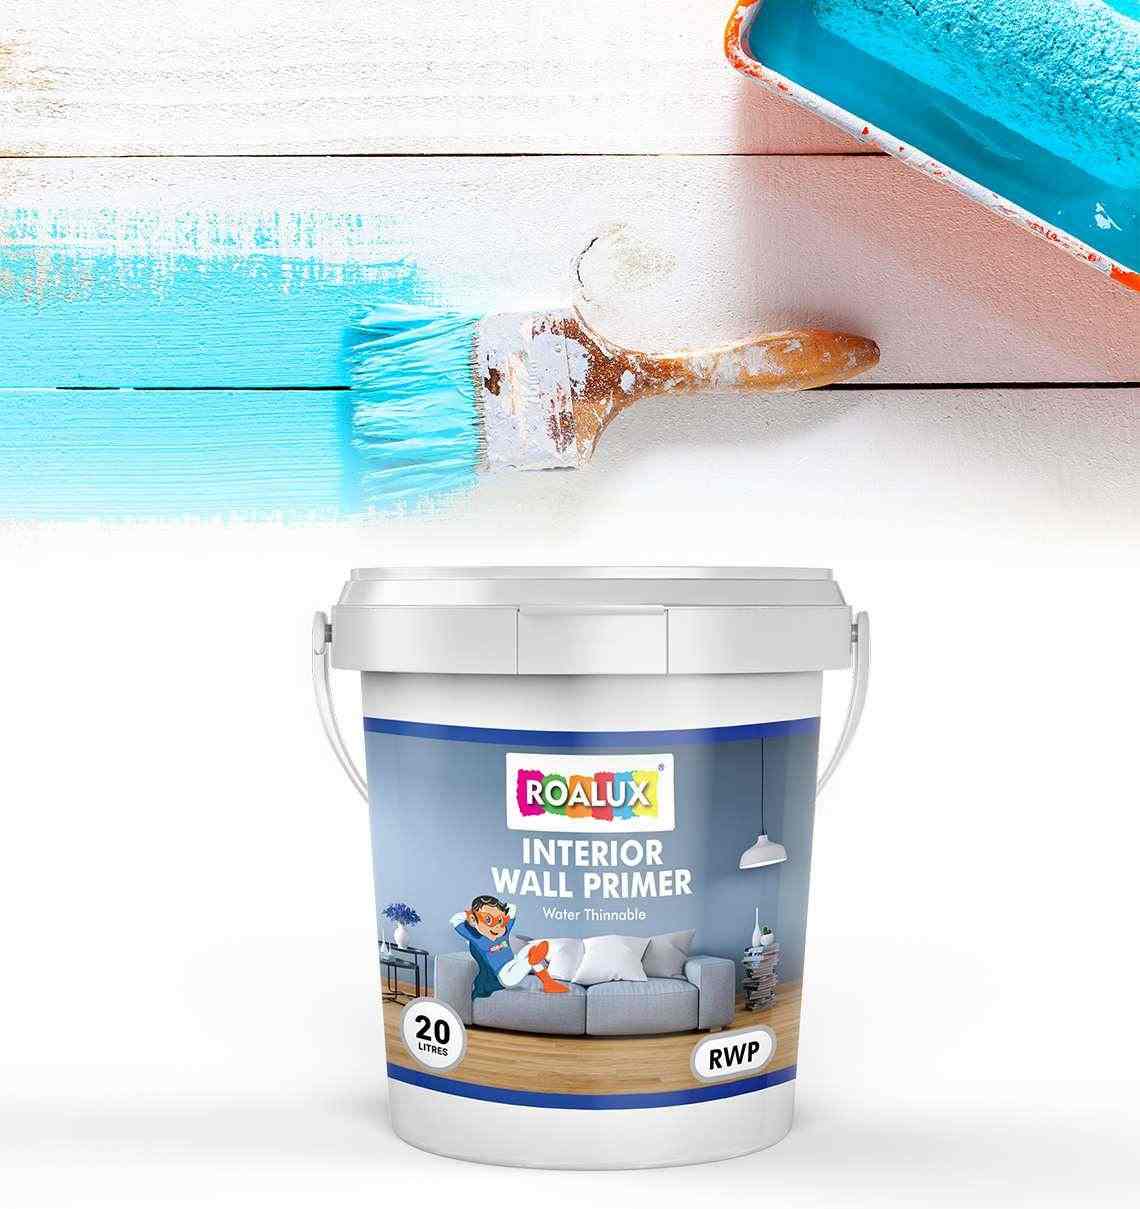 ROALUX®
INTERIOR
WALL PRIMER
Water Thinnable
20
LITRES
RWP